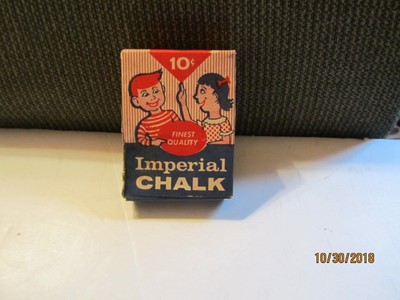 10¢
FINEST
QUALITY
Imperial
CHALK
10/30/2018